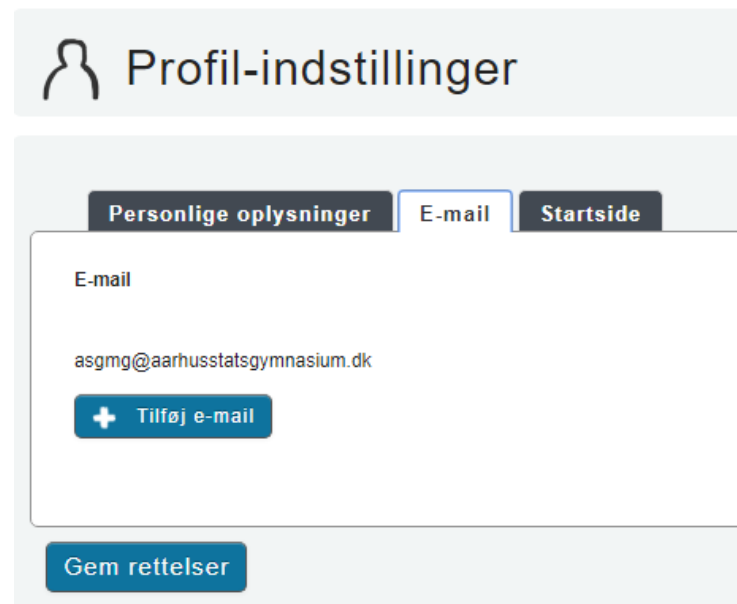 Profil-indstillinger
Personlige oplysninger E-mail Startside
E-mail
asgmg@aarhusstatsgymnasium.dk
Tilføj e-mail
Gem rettelser